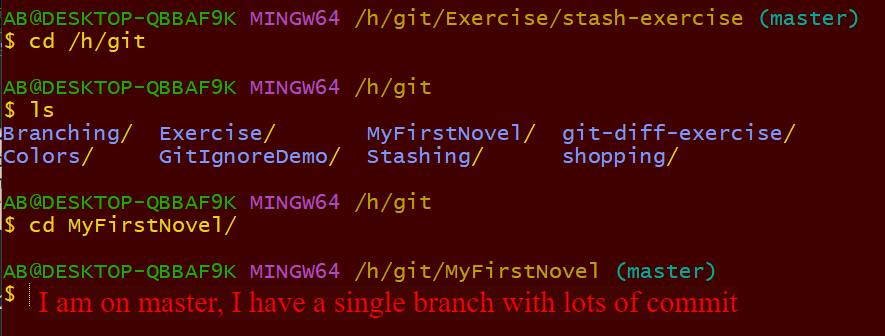 AB@DESKTOP-QBBAF9K MINGW64 /h/git/Exercise/stash-exercise (master)
$ cd /h/git
AB@DESKTOP-QBBAF9K MINGW64 /h/git
$ ls
Branching/  Exercise/       MyFirstNovel/  git-diff-exercise/
Colors/     GitIgnoreDemo/  Stashing/      shopping/
AB@DESKTOP-QBBAF9K MINGW64 /h/git
$ cd MyFirstNovel/
AB@DESKTOP-QBBAF9K MINGW64 /h/git/MyFirstNovel (master)
$ I am on master, I have a single branch with lots of commit